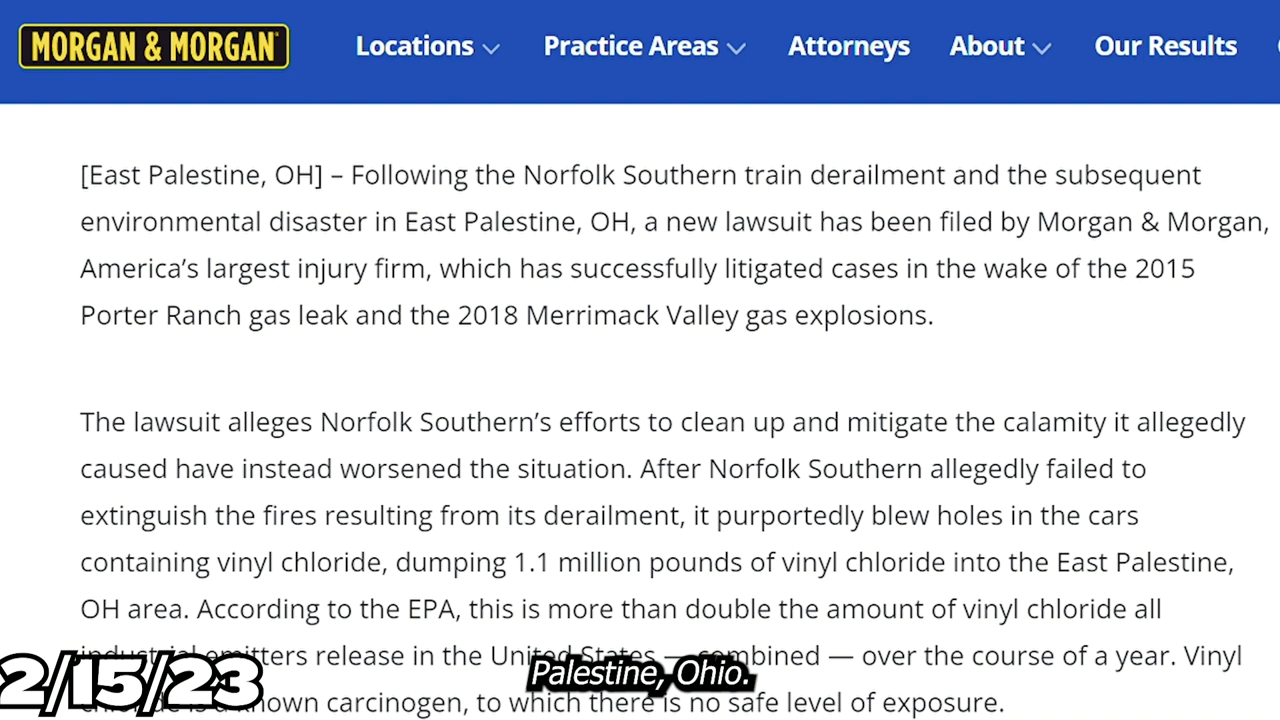 MORGAN & MORGAN
Locations Practice Areas Attorneys About Our Results
[East Palestine, OH] – Following the Norfolk Southern train derailment and the subsequent
environmental disaster in East Palestine, OH, a new lawsuit has been filed by Morgan & Morgan,
America’s largest injury firm, which has successfully litigated cases in the wake of the 2015
Porter Ranch gas leak and the 2018 Merrimack Valley gas explosions.
The lawsuit alleges Norfolk Southern’s efforts to clean up and mitigate the calamity it allegedly
caused have instead worsened the situation. After Norfolk Southern allegedly failed to
extinguish the fires resulting from its derailment, it purportedly blew holes in the cars
containing vinyl chloride, dumping 1.1 million pounds of vinyl chloride into the East Palestine,
OH area. According to the EPA, this is more than double the amount of vinyl chloride all
industrial emitters release in the United States — combined — over the course of a year. Vinyl
known carcinogen, to which there is no safe level of exposure.
2/15/23
Palestine, Ohio.